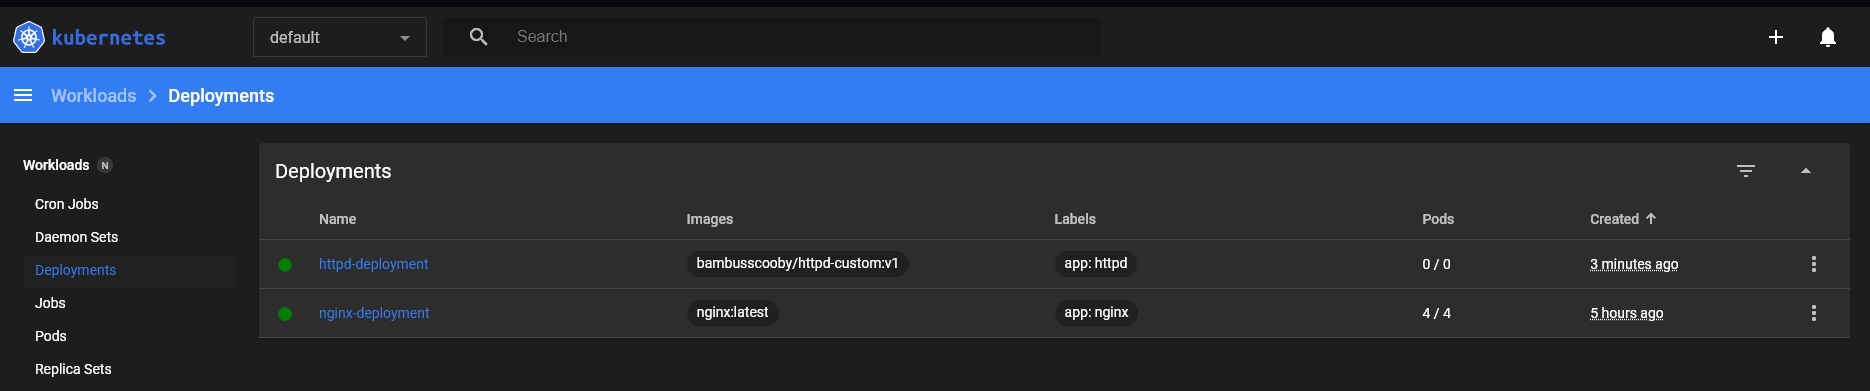 kubernetes
default
Search
Workloads
Deployments
Workloads N
Cron Jobs
Daemon Sets
Deployments
Jobs
Pods
Replica Sets
Deployments
Name Images Labels Pods Created
httpd-deployment bambusscooby/httpd-custom:v1 app: httpd 0 / 0 3 minutes ago
nginx-deployment nginx:latest app: nginx 4 / 4 5 hours ago